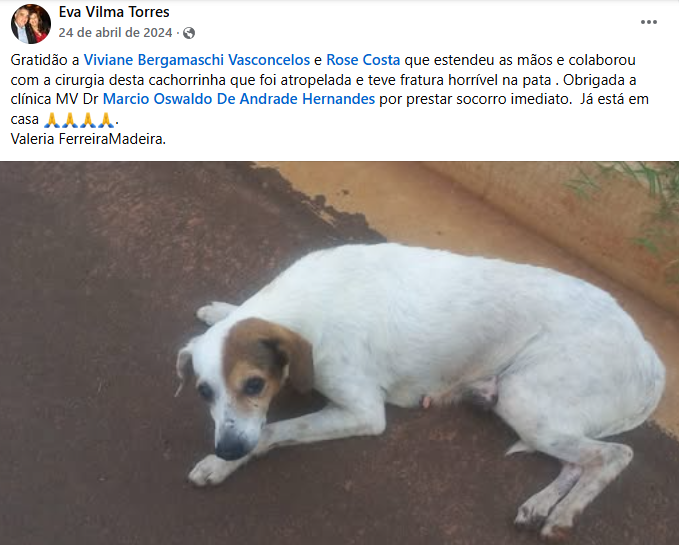 Eva Vilma Torres
24 de abril de 2024 ·
Gratidão a Viviane Bergamaschi Vasconcelos e Rose Costa que estendeu as mãos e colaborou
com a cirurgia desta cachorrinha que foi atropelada e teve fratura horrível na pata . Obrigada a
clínica MV Dr Marcio Oswaldo De Andrade Hernandes por prestar socorro imediato.  Já está em
casa 🙏🙏🙏🙏.
Valeria FerreiraMadeira.